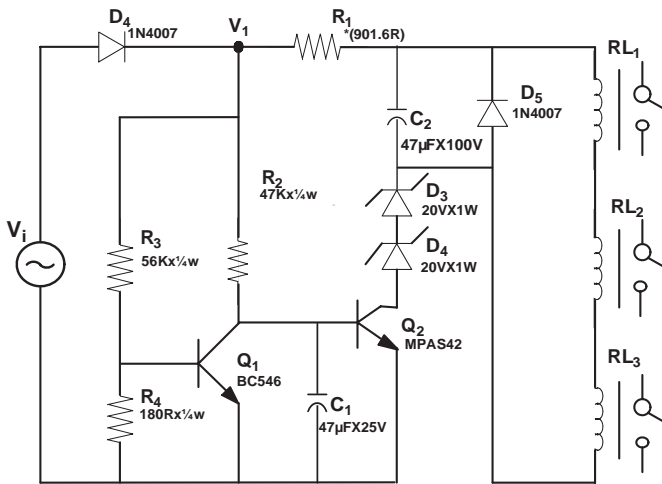 D4
1N4007
V1
R1
*(901.6R)
RL1
D5
1N4007
C2
47µFX100V
R2
47Kx¼w
D3
20VX1W
RL2
Vi
R3
56Kx¼w
D4
20VX1W
Q2
MPAS42
Q1
BC546
RL3
R4
180Rx¼w
C1
47µFX25V